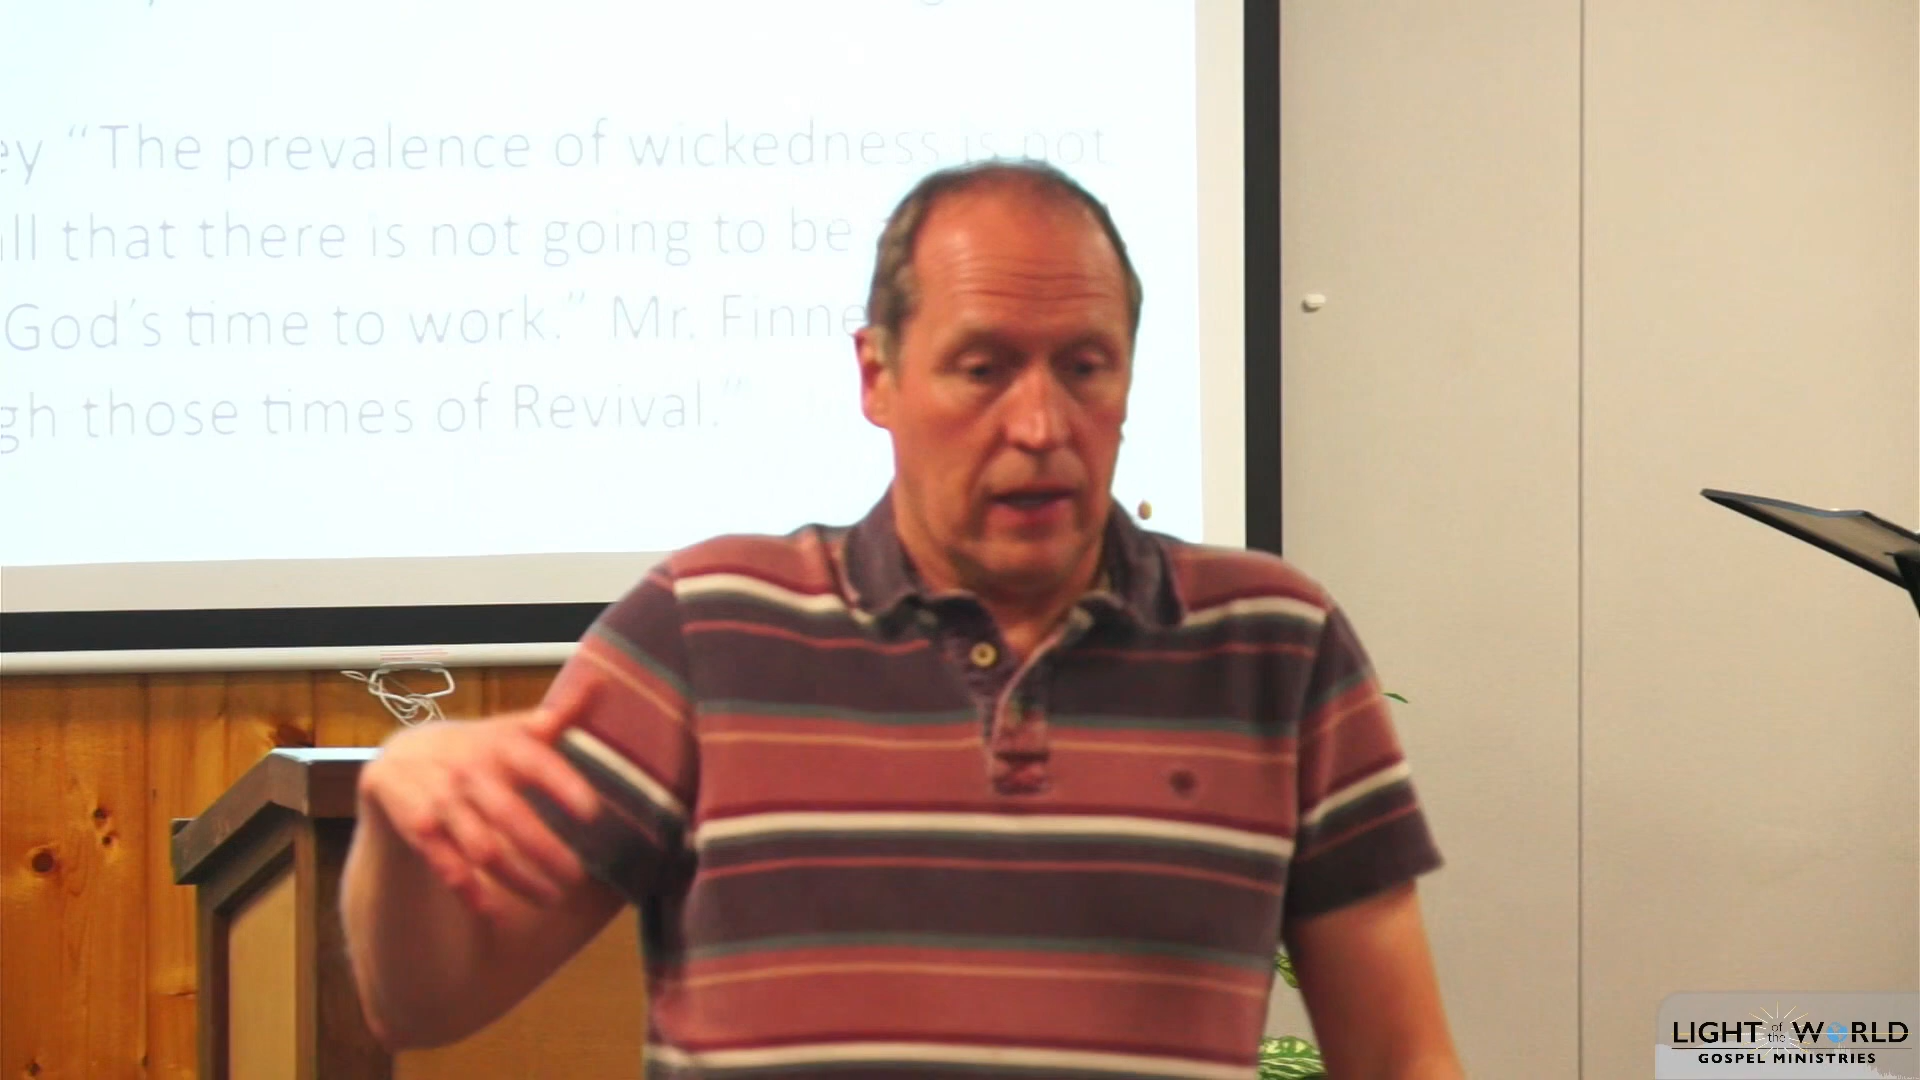 ey “The prevalence of wickedness is not
all that there is not going to be
God’s time to work.” Mr. Finne
gh those times of Revival.”
LIGHT of the WORLD
GOSPEL MINISTRIES